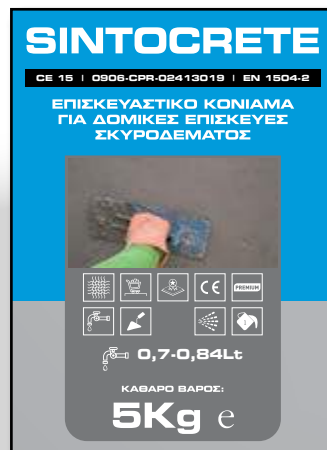 SINTOCRETE
CE 15 | 0906-CPR-02413019 | EN 1504-2
ΕΠΙΣΚΕΥΑΣΤΙΚΟ ΚΟΝΙΑΜΑ
ΓΙΑ ΔΟΜΙΚΕΣ ΕΠΙΣΚΕΥΕΣ
ΣΚΥΡΟΔΕΜΑΤΟΣ
CE PREMIUM
0,7-0,84Lt
ΚΑΘΑΡΟ ΒΑΡΟΣ:
5Kg e